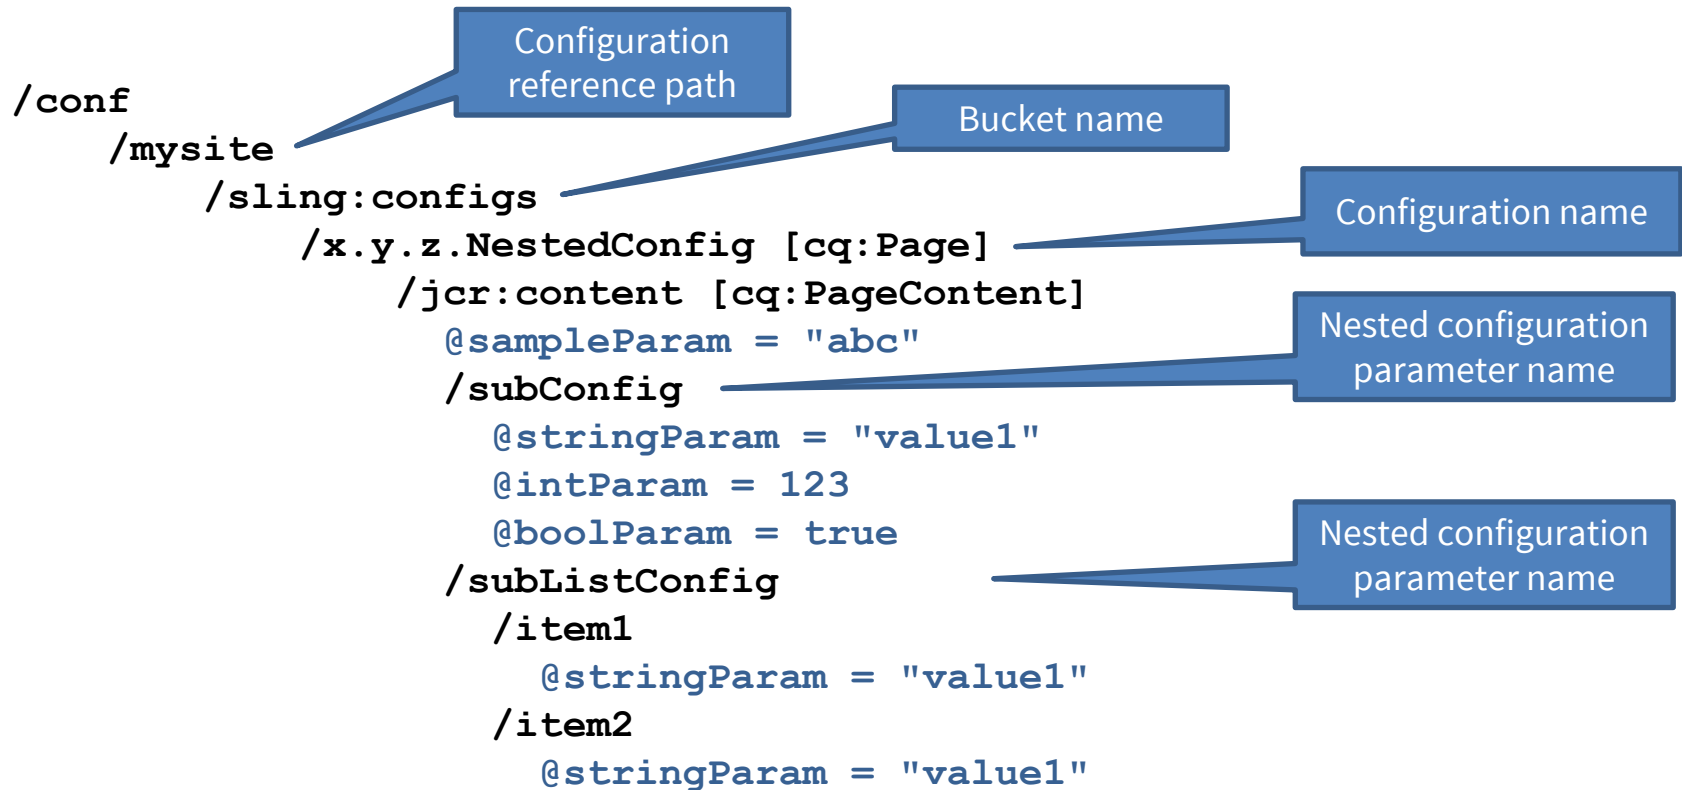 Configuration
reference path
/conf
Bucket name
/mysite
/sling:configs
Configuration name
/x.y.z.NestedConfig [cq:Page]
/jcr:content [cq:PageContent]
Nested configuration
parameter name
@sampleParam = "abc"
/subConfig
@stringParam = "value1"
@intParam = 123
@boolParam = true
Nested configuration
parameter name
/subListConfig
/item1
@stringParam = "value1"
/item2
@stringParam = "value1"